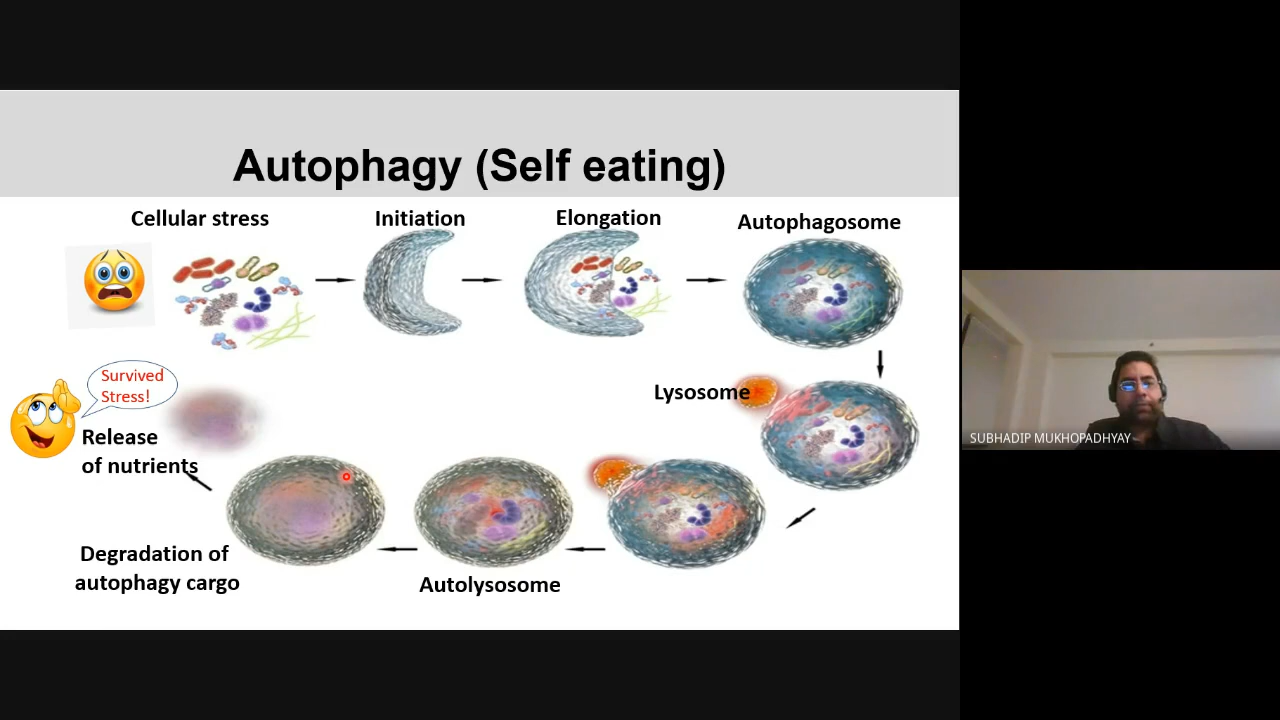 Autophagy (Self eating)
Cellular stress
Initiation
Elongation
Autophagosome
Lysosome
Survived
Stress!
Release
of nutrients
Degradation of
autophagy cargo
Autolysosome
SUBHADIP MUKHOPADHYAY